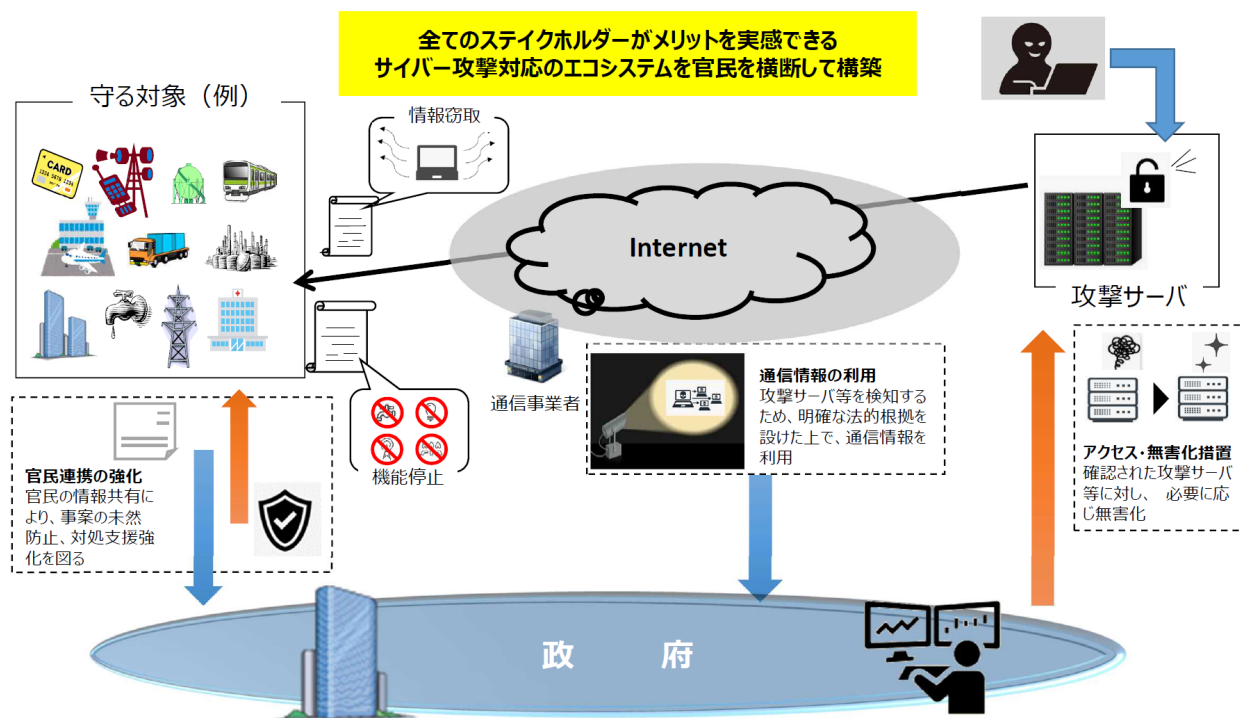 全てのステイクホルダーがメリットを実感できる
サイバー攻撃対応のエコシステムを官民を横断して構築
守る対象（例）
CARD
1234 5678 1234
情報窃取
Internet
攻撃サーバ
通信事業者
機能停止
通信情報の利用
攻撃サーバ等を検知する
ため、明確な法的根拠を
設けた上で、通信情報を
利用
アクセス・無害化措置
確認された攻撃サーバ
等に対し、 必要に応
じ無害化
官民連携の強化
官民の情報共有に
より、事案の未然
防止、対処支援強
化を図る
政 府